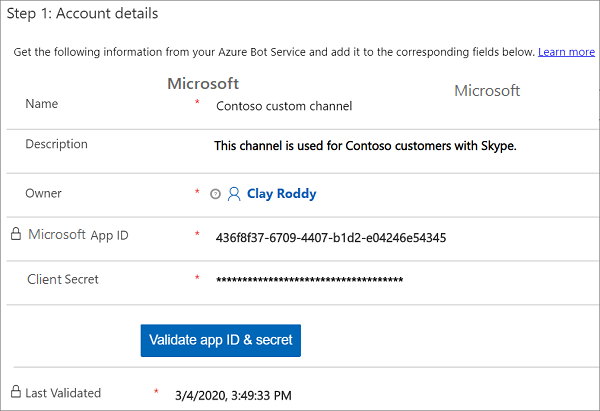 Step 1: Account details
Get the following information from your Azure Bot Service and add it to the corresponding fields below. Learn more
Microsoft Microsoft
Name * Contoso custom channel
Description This channel is used for Contoso customers with Skype.
Owner * Clay Roddy
Microsoft App ID * 436f8f37-6709-4407-b1d2-e04246e54345
Client Secret * ************************************
Validate app ID & secret
Last Validated * 3/4/2020, 3:49:33 PM